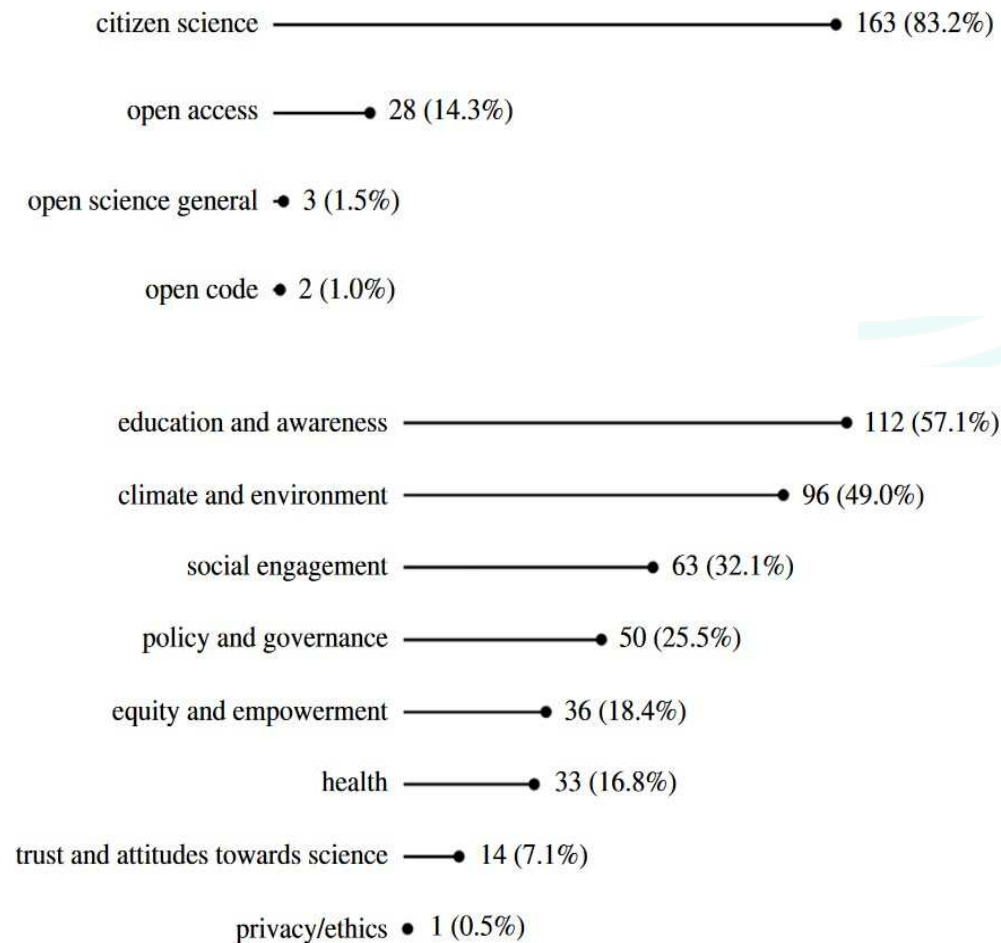 citizen science 163 (83.2%)
open access 28 (14.3%)
open science general 3 (1.5%)
open code 2 (1.0%)
education and awareness 112 (57.1%)
climate and environment 96 (49.0%)
social engagement 63 (32.1%)
policy and governance 50 (25.5%)
equity and empowerment 36 (18.4%)
health 33 (16.8%)
trust and attitudes towards science 14 (7.1%)
privacy/ethics 1 (0.5%)